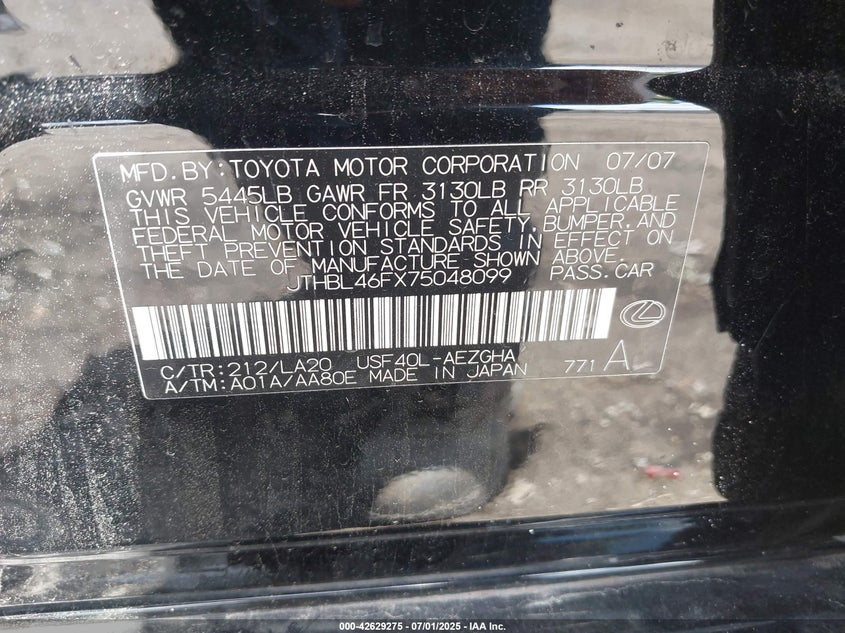 MFD.BY:TOYOTA MOTOR CORPORATION 07/07
GVWR 5445LB GAWR FR 3130LB RR 3130LB
THIS VEHICLE CONFORMS TO ALL APPLICABLE
FEDERAL MOTOR VEHICLE SAFETY,BUMPER,AND
THEFT PREVENTION STANDARDS IN EFFECT ON
THE DATE OF MANUFACTURE SHOWN ABOVE.
JTHBL46FX75048099 PASS.CAR
C/TR:212/LA20 USF40L-AEZGHA
A/TM:A01A/AA80E MADE IN JAPAN 771 A
000-42629275 - 07/01/2025 - IAA Inc.